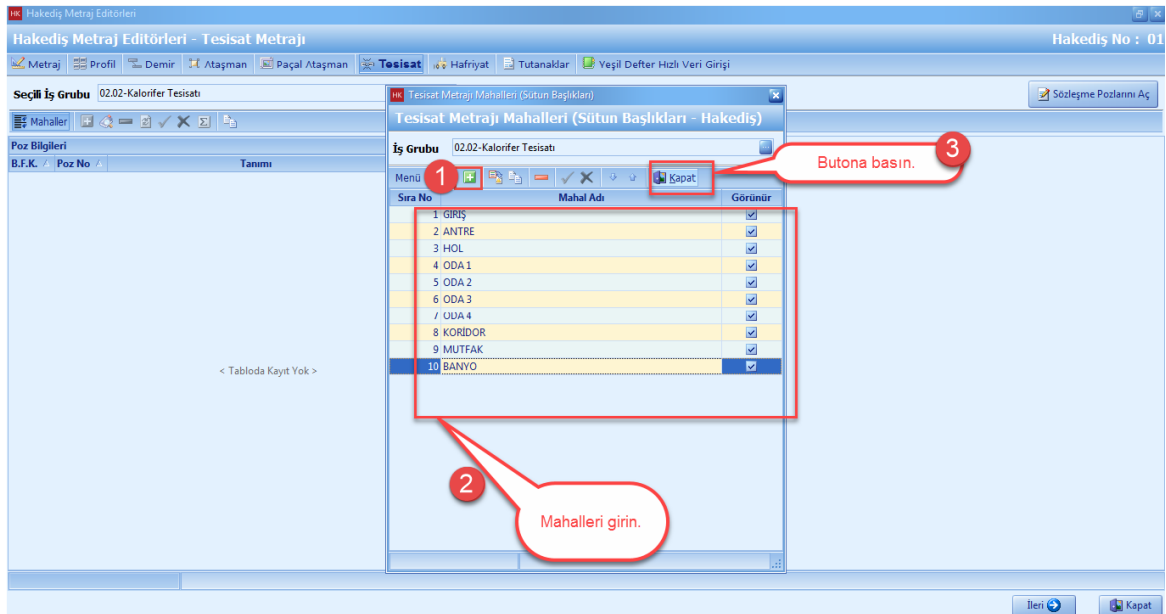 HK Hakediş Metraj Editörleri
Hakediş Metraj Editörleri - Tesisat Metrajı Hakediş No : 01
Metraj Profil Demir Ataşman Paçal Ataşman Tesisat Hafriyat Tutanaklar Yeşil Defter Hızlı Veri Girişi
Seçili İş Grubu 02.02-Kalorifer Tesisatı
Sözleşme Pozlarını Aç
Mahaller
Poz Bilgileri
B.F.K. Poz No Tanımı
< Tabloda Kayıt Yok >
HK Tesisat Metrajı Mahalleri (Sütun Başlıkları)
Tesisat Metrajı Mahalleri (Sütun Başlıkları - Hakediş)
İş Grubu 02.02-Kalorifer Tesisatı
Menü 1 Kapat
3
Butona basın.
Sıra No Mahal Adı Görünür
1 GİRİŞ
2 ANTRE
3 HOL
4 ODA 1
5 ODA 2
6 ODA 3
7 ODA 4
8 KORİDOR
9 MUTFAK
10 BANYO
2
Mahalleri girin.
İleri Kapat